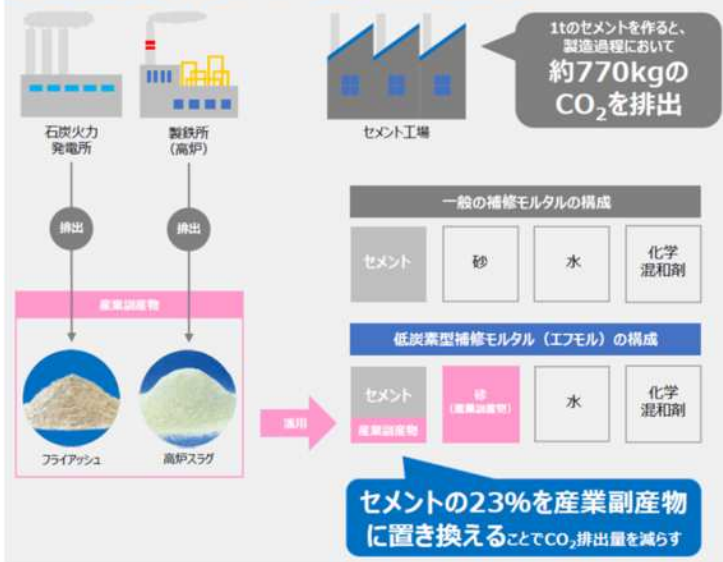 1tのセメントを作ると、
製造過程において
約770kgの
CO₂を排出
石炭火力
発電所
製鉄所
(高炉)
セメント工場
排出
排出
一般の補修モルタルの構成
セメント
砂
水
化学
混和剤
産業副産物
フライアッシュ
高炉スラグ
適用
低炭素型補修モルタル（エフモル）の構成
セメント
産業副産物
砂
(産業副産物)
水
化学
混和剤
セメントの23%を産業副産物
に置き換えることでCO₂排出量を減らす